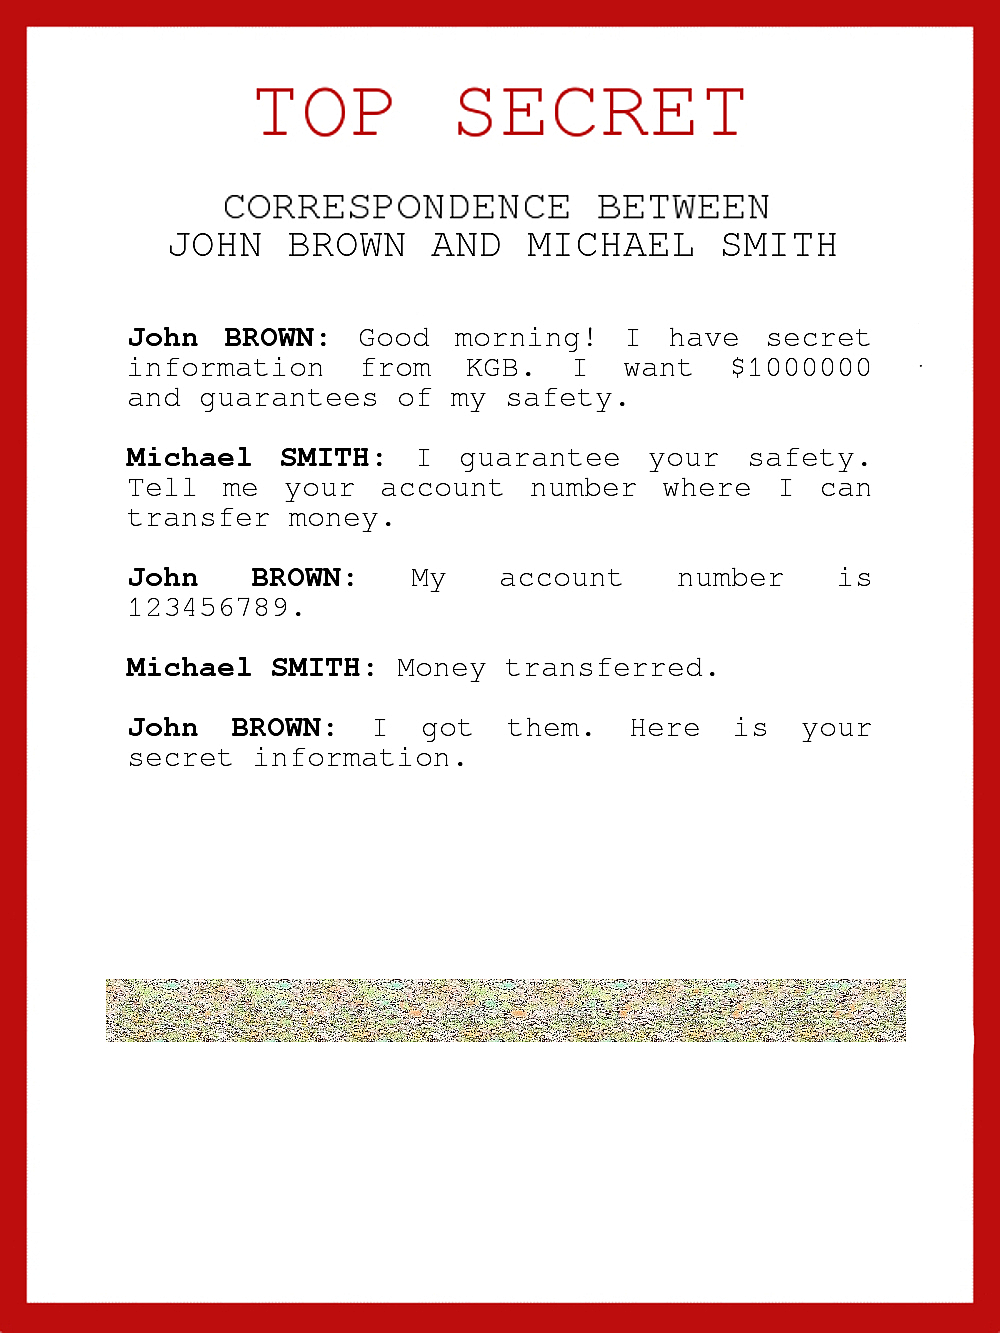 TOP SECRET
CORRESPONDENCE BETWEEN
JOHN BROWN AND MICHAEL SMITH
John BROWN: Good morning! I have secret
information from KGB. I want $1000000
and guarantees of my safety.
Michael SMITH: I guarantee your safety.
Tell me your account number where I can
transfer money.
John BROWN: My account number is
123456789.
Michael SMITH: Money transferred.
John BROWN: I got them. Here is your
secret information.